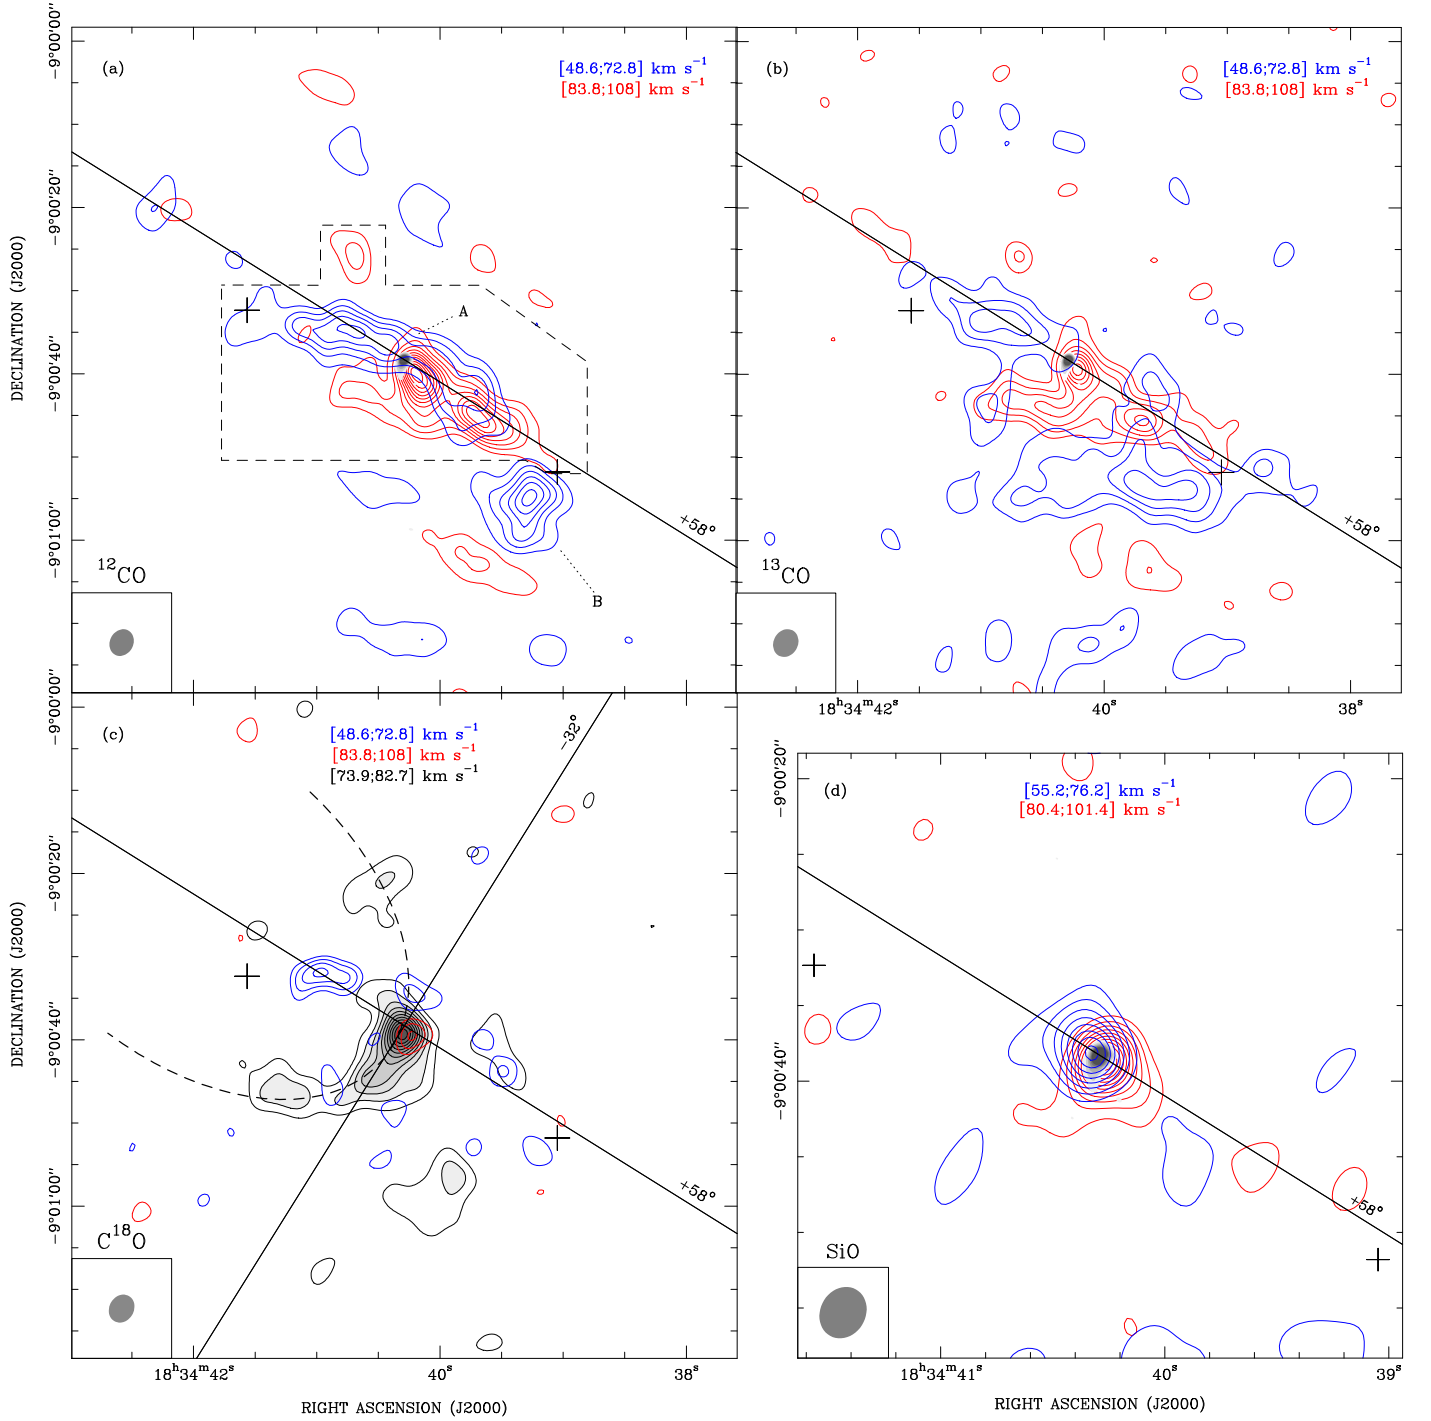 (a)
[48.6;72.8] km s⁻¹
[83.8;108] km s⁻¹
−9°00′00″
−9°00′20″
−9°00′40″
−9°01′00″
DECLINATION (J2000)
A
B
+58°
¹²CO
(b)
[48.6;72.8] km s⁻¹
[83.8;108] km s⁻¹
+58°
¹³CO
18ʰ34ᵐ42ˢ
40ˢ
38ˢ
(c)
[48.6;72.8] km s⁻¹
[83.8;108] km s⁻¹
[73.9;82.7] km s⁻¹
−32°
−9°00′00″
−9°00′20″
−9°00′40″
−9°01′00″
DECLINATION (J2000)
+58°
C¹⁸O
18ʰ34ᵐ42ˢ
40ˢ
38ˢ
RIGHT ASCENSION (J2000)
(d)
[55.2;76.2] km s⁻¹
[80.4;101.4] km s⁻¹
−9°00′20″
−9°00′40″
+58°
SiO
18ʰ34ᵐ41ˢ
40ˢ
39ˢ
RIGHT ASCENSION (J2000)